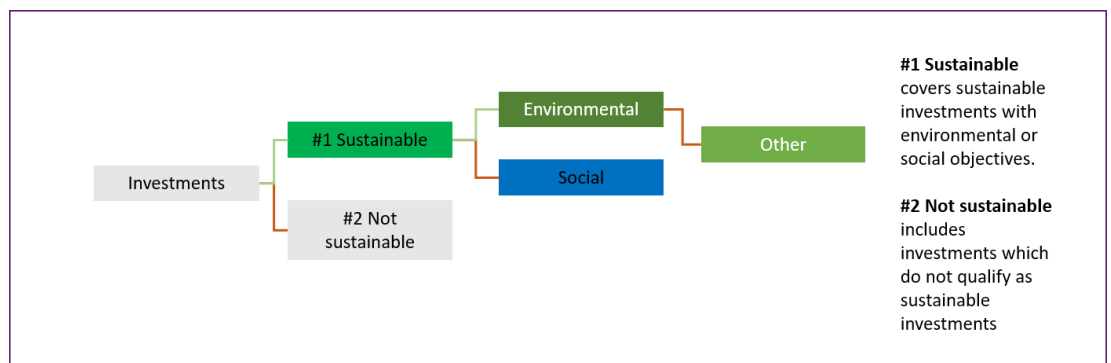 Investments
#1 Sustainable
#2 Not
sustainable
Environmental
Social
Other
#1 Sustainable
covers sustainable
investments with
environmental or
social objectives.
#2 Not sustainable
includes
investments which
do not qualify as
sustainable
investments